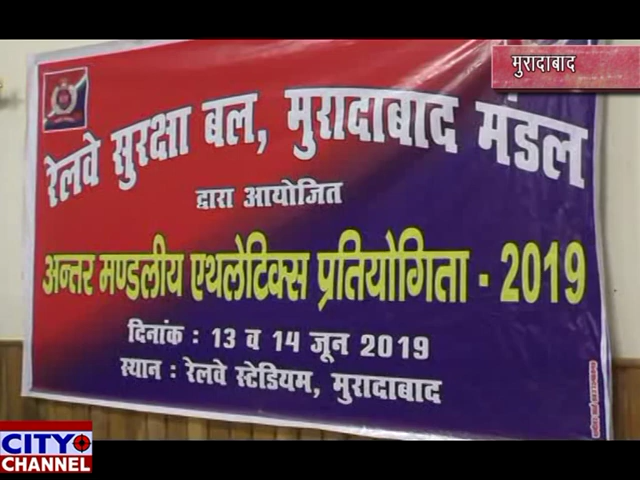 मुरादाबाद
रेलवे सुरक्षा बल, मुरादाबाद मंडल
द्वारा आयोजित
अन्तर मण्डलीय एथलेटिक्स प्रतियोगिता - 2019
दिनांक : 13 व 14 जून 2019
स्थान : रेलवे स्टेडियम, मुरादाबाद
CITY
CHANNEL